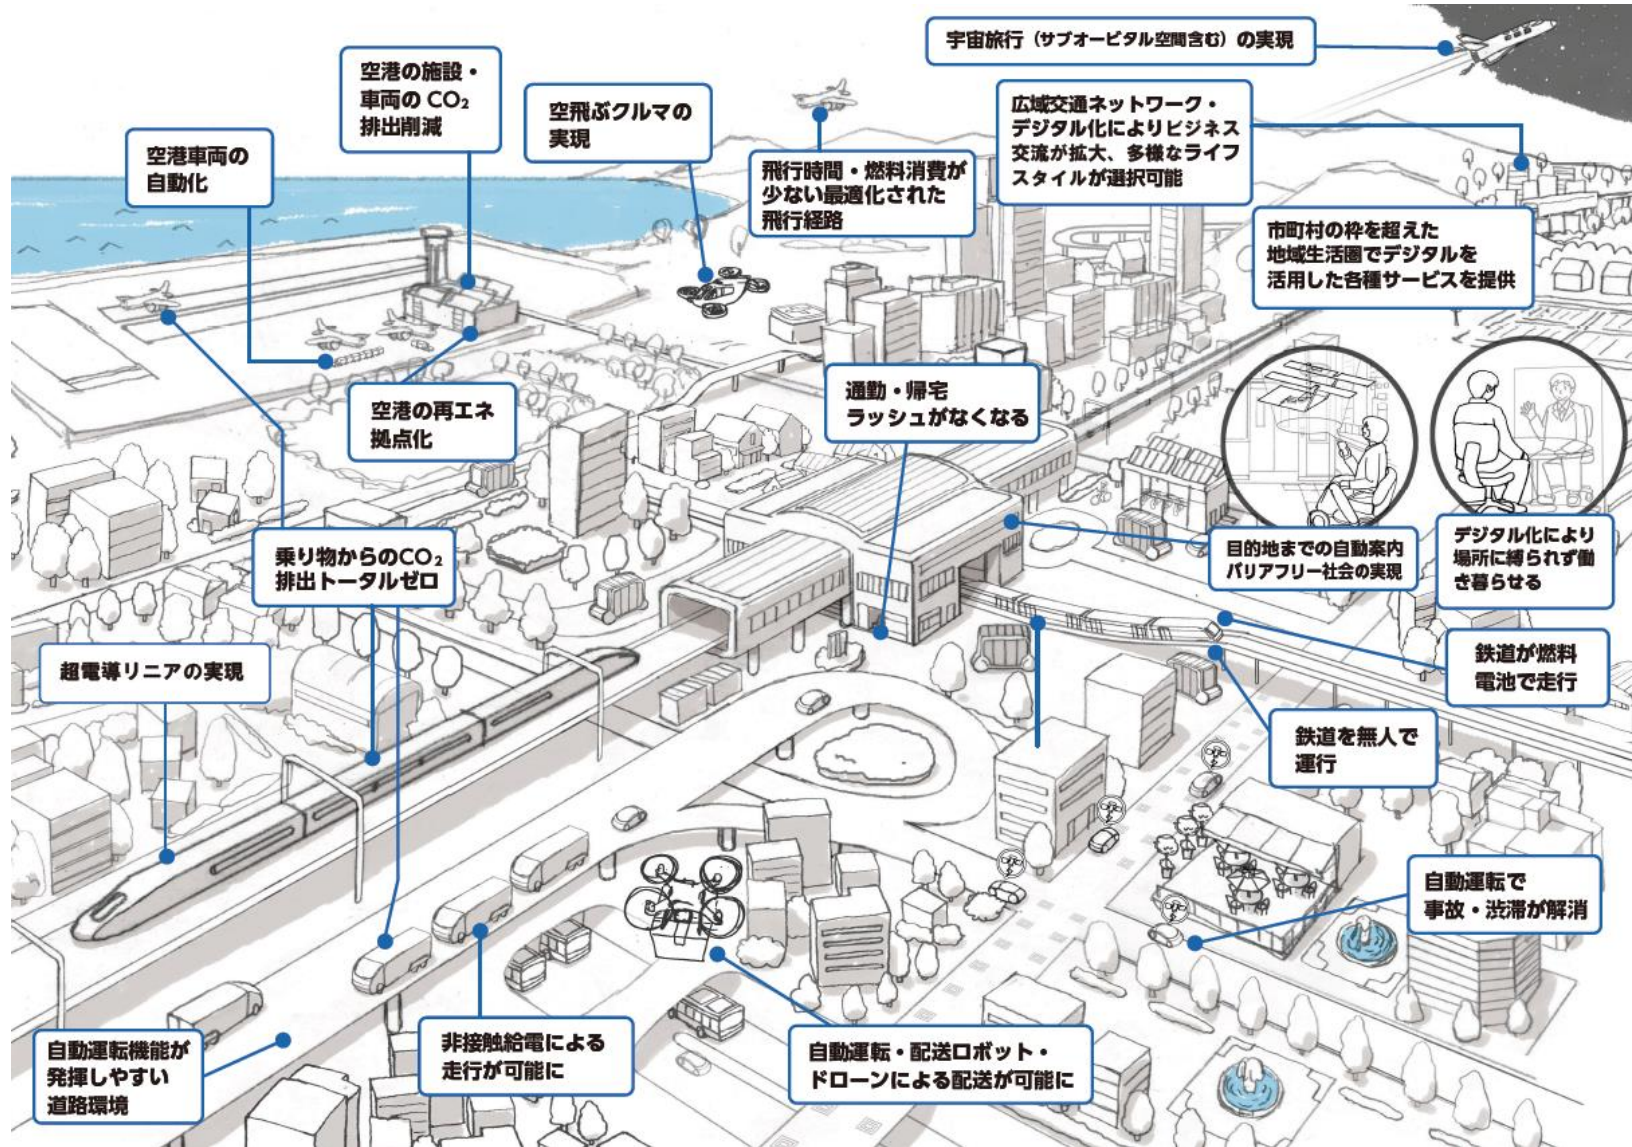 宇宙旅行（サブオービタル空間含む）の実現
空港の施設・
車両の CO₂
排出削減
空飛ぶクルマの
実現
広域交通ネットワーク・
デジタル化によりビジネス
交流が拡大、多様なライフ
スタイルが選択可能
空港車両の
自動化
飛行時間・燃料消費が
少ない最適化された
飛行経路
市町村の枠を超えた
地域生活圏でデジタルを
活用した各種サービスを提供
空港の再エネ
拠点化
通勤・帰宅
ラッシュがなくなる
乗り物からのCO₂
排出トータルゼロ
目的地までの自動案内
バリアフリー社会の実現
デジタル化により
場所に縛られず働
き暮らせる
超電導リニアの実現
鉄道が燃料
電池で走行
鉄道を無人で
運行
自動運転で
事故・渋滞が解消
自動運転機能が
発揮しやすい
道路環境
非接触給電による
走行が可能に
自動運転・配送ロボット・
ドローンによる配送が可能に